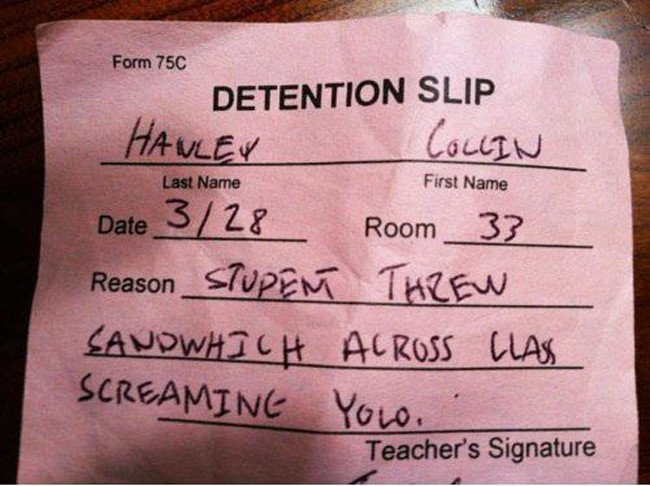 Form 75C
DETENTION SLIP
HANLEY COLLIN
Last Name First Name
Date 3/28 Room 33
Reason STUDENT THREW
SANDWHICH ACROSS CLASS
SCREAMING YOLO.
Teacher's Signature